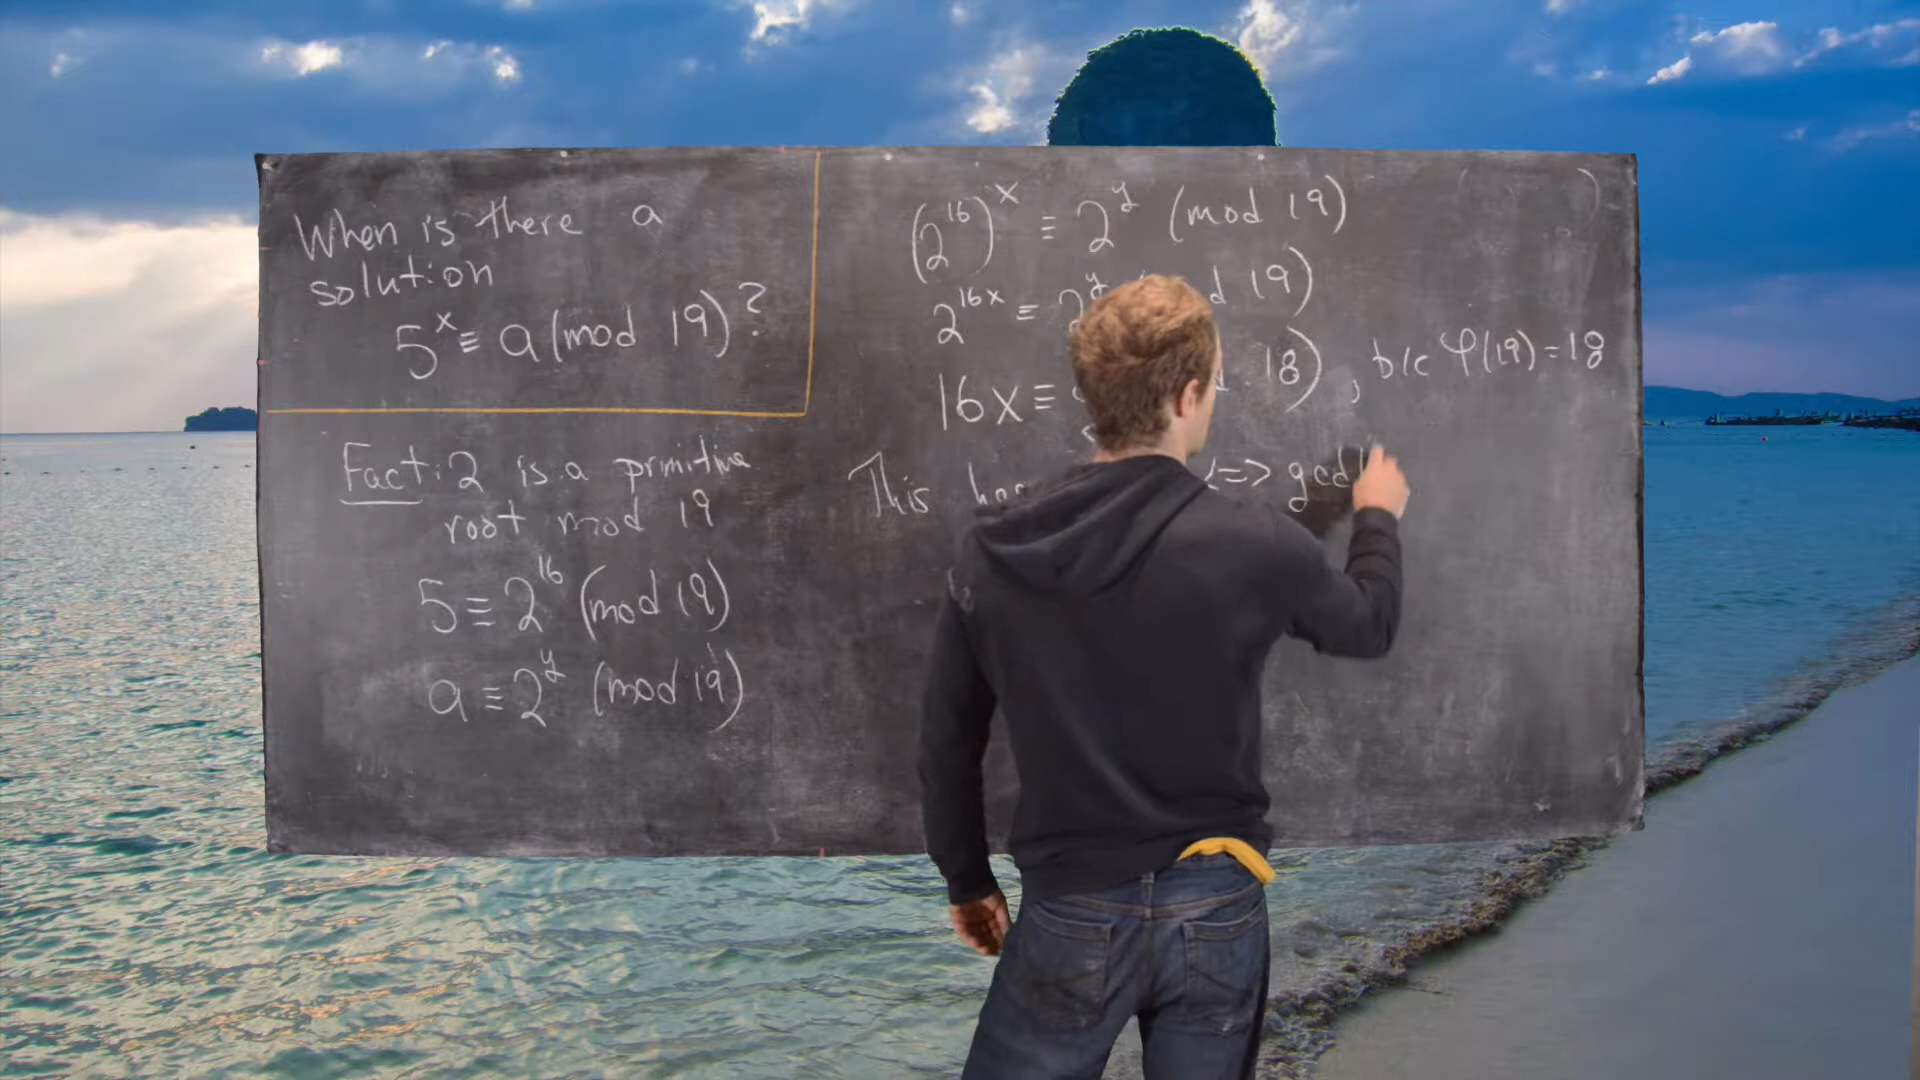 When is there a
solution
5^x ≡ a (mod 19)?
Fact: 2 is a primitive
root mod 19
5 ≡ 2^16 (mod 19)
a ≡ 2^y (mod 19)
(2^16)^x ≡ 2^y (mod 19)
2^16x ≡ 2^y 19)
16x ≡ 18), b/c φ(19) = 18
This <=> gcd